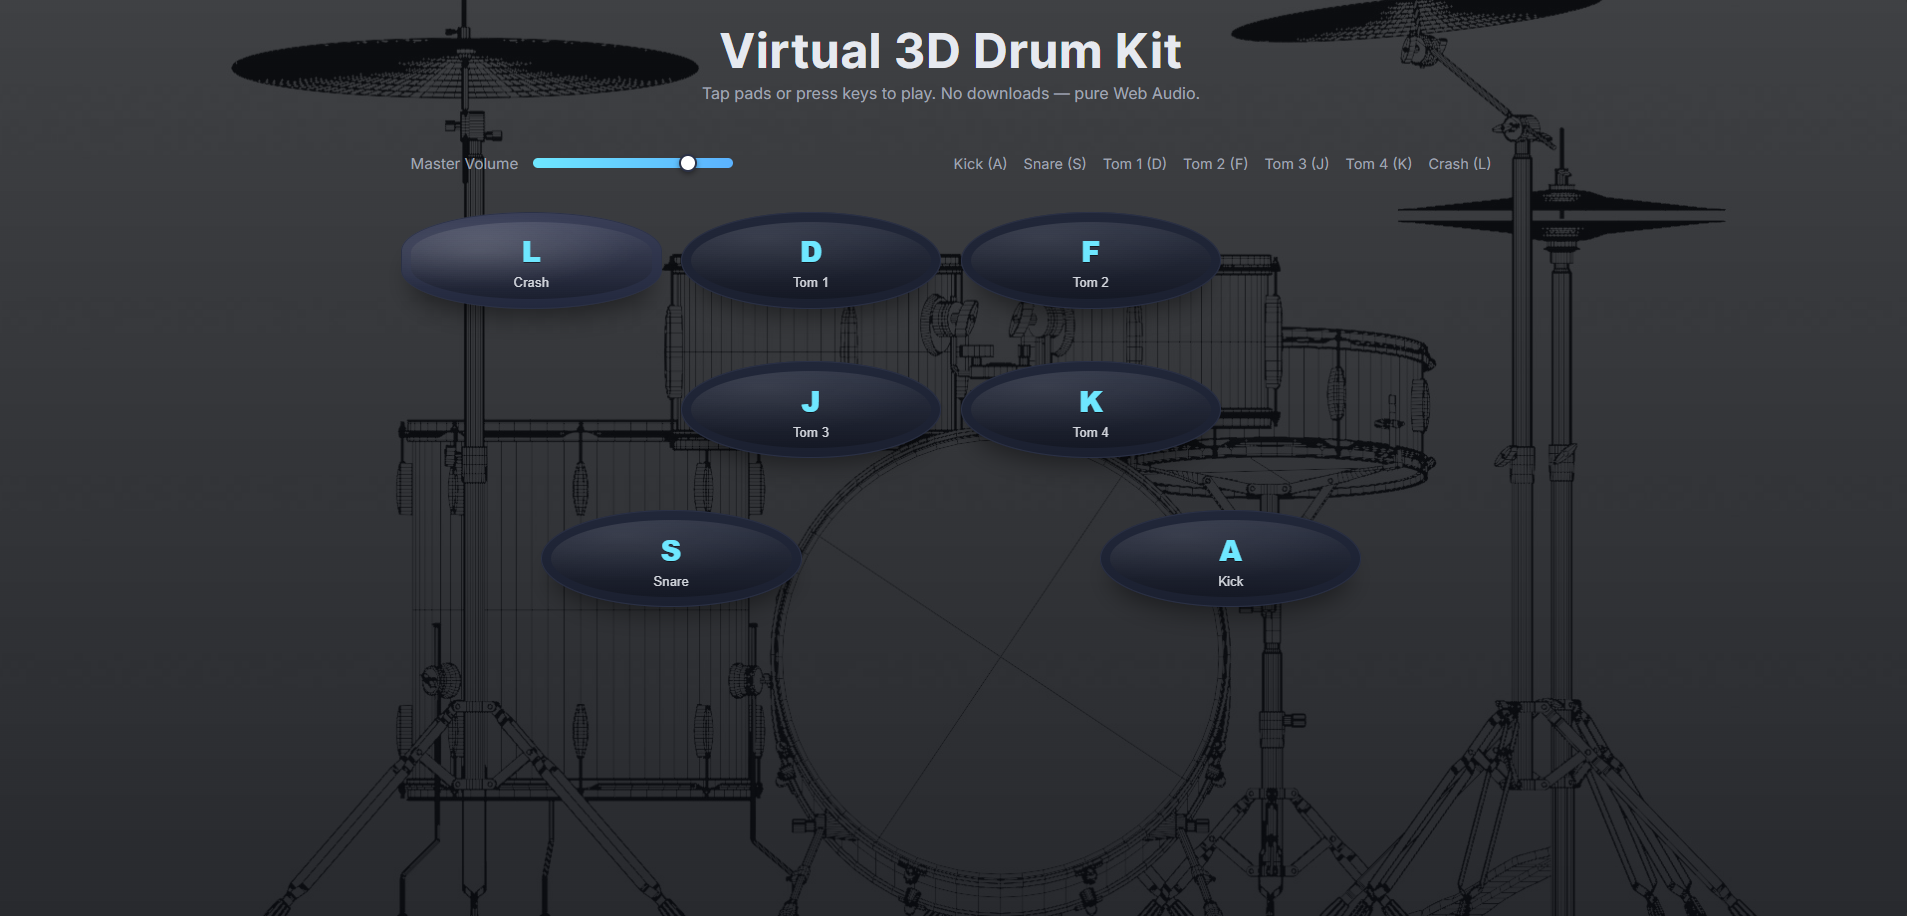 Virtual 3D Drum Kit
Tap pads or press keys to play. No downloads — pure Web Audio.
Master Volume
Kick (A) Snare (S) Tom 1 (D) Tom 2 (F) Tom 3 (J) Tom 4 (K) Crash (L)
L
Crash
D
Tom 1
F
Tom 2
J
Tom 3
K
Tom 4
S
Snare
A
Kick